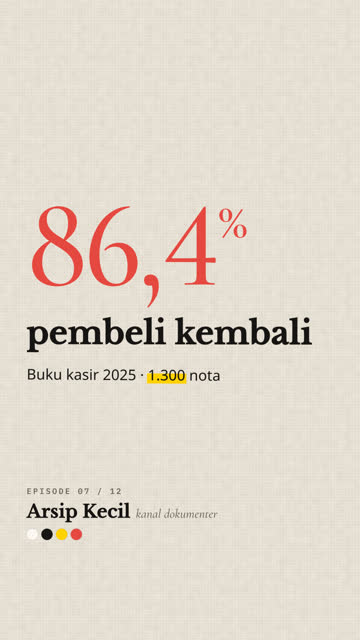 86,4%
pembeli kembali
Buku kasir 2025 · 1.300 nota
EPISODE 07 / 12
Arsip Kecil kanal dokumenter